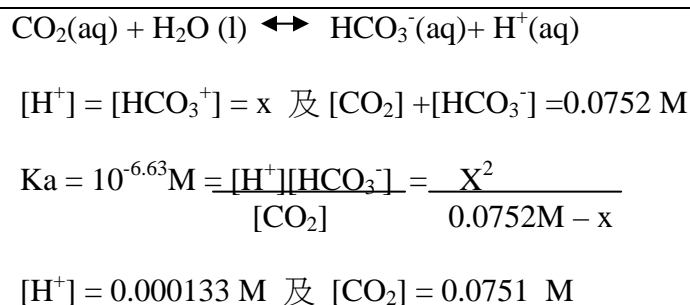 CO₂(aq) + H₂O (l) ↔ HCO₃⁻(aq)+ H⁺(aq)
[H⁺] = [HCO₃⁺] = x 及 [CO₂] +[HCO₃⁻] =0.0752 M
Ka = 10⁻⁶·⁶³M = [H⁺][HCO₃⁻] = X²
[CO₂] 0.0752M – x
[H⁺] = 0.000133 M 及 [CO₂] = 0.0751 M